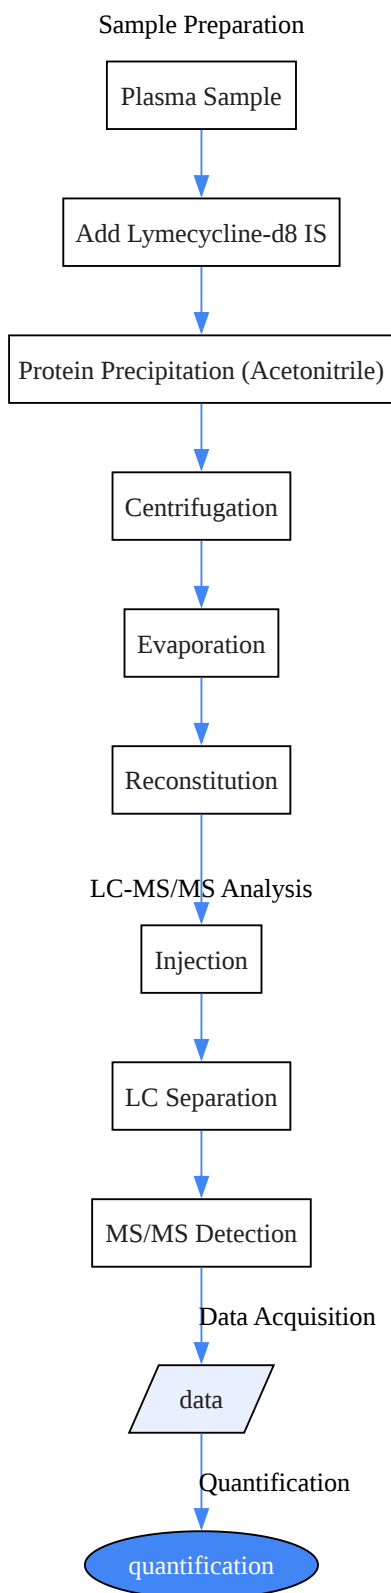 Sample Preparation
Plasma Sample
Add Lymecycline-d8 IS
Protein Precipitation (Acetonitrile)
Centrifugation
Evaporation
Reconstitution
LC-MS/MS Analysis
Injection
LC Separation
MS/MS Detection
Data Acquisition
data
Quantification
quantification